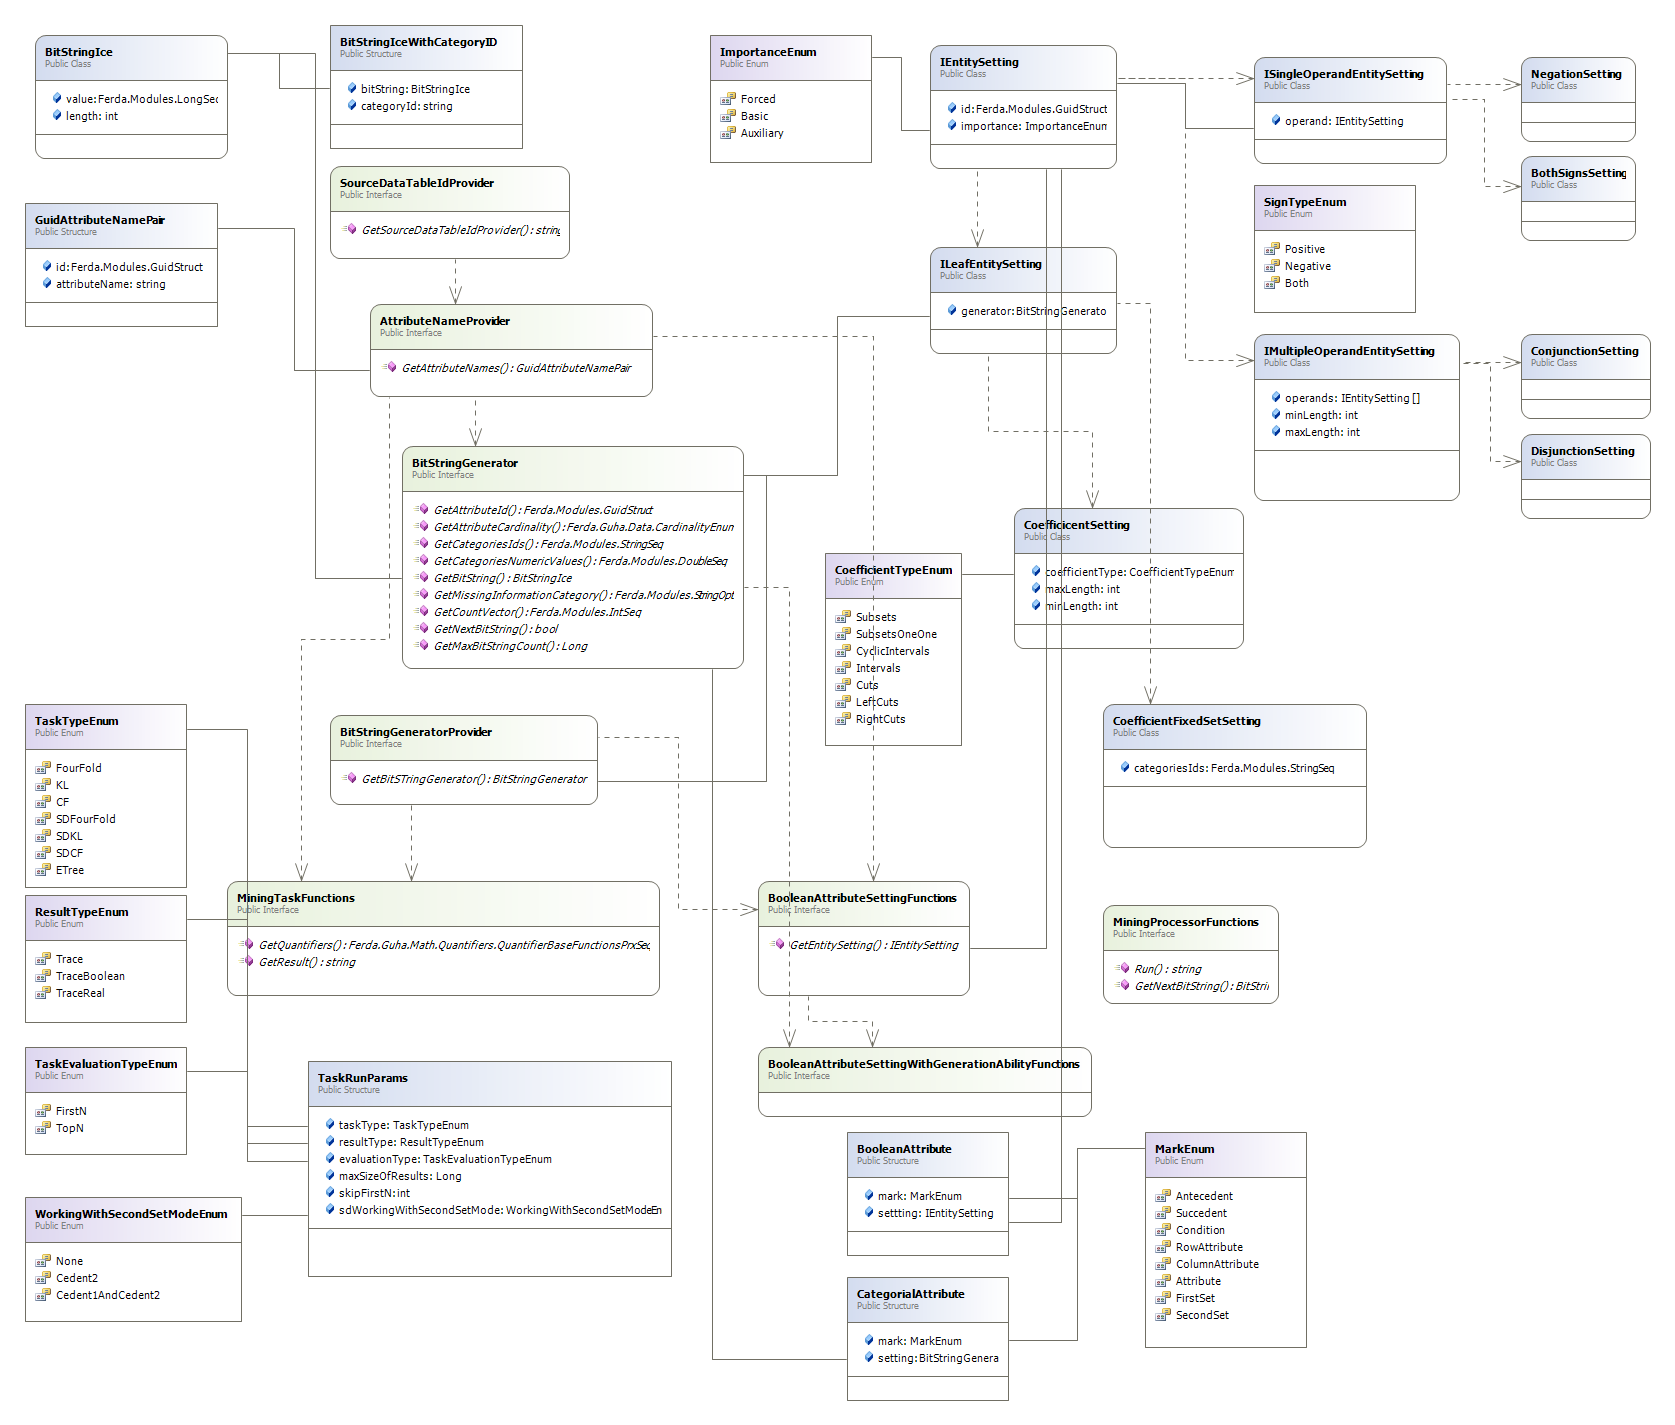 BitStringIce
Public Class
value:Ferda.Modules.LongSec
length: int
BitStringIceWithCategoryID
Public Structure
bitString: BitStringIce
categoryId: string
ImportanceEnum
Public Enum
Forced
Basic
Auxiliary
IEntitySetting
Public Class
id:Ferda.Modules.GuidStruct
importance: ImportanceEnum
ISingleOperandEntitySetting
Public Class
operand: IEntitySetting
NegationSetting
Public Class
BothSignsSetting
Public Class
SourceDataTableIdProvider
Public Interface
GetSourceDataTableIdProvider(): string
GuidAttributeNamePair
Public Structure
id:Ferda.Modules.GuidStruct
attributeName: string
SignTypeEnum
Public Enum
Positive
Negative
Both
ILeafEntitySetting
Public Class
generator:BitStringGenerato
AttributeNameProvider
Public Interface
GetAttributeNames() : GuidAttributeNamePair
IMultipleOperandEntitySetting
Public Class
operands: IEntitySetting []
minLength: int
maxLength: int
ConjunctionSetting
Public Class
DisjunctionSetting
Public Class
BitStringGenerator
Public Interface
GetAttributeId() : Ferda.Modules.GuidStruct
GetAttributeCardinality() : Ferda.Guha.Data.CardinalityEnum
GetCategoriesIds() : Ferda.Modules.StringSeq
GetCategoriesNumericValues() : Ferda.Modules.DoubleSeq
GetBitString() : BitStringIce
GetMissingInformationCategory() : Ferda.Modules.StringOpt
GetCountVector() : Ferda.Modules.IntSeq
GetNextBitString() : bool
GetMaxBitStringCount() : Long
CoefficicentSetting
Public Class
coefficientType: CoefficientTypeEnum
maxLength: int
minLength: int
CoefficientTypeEnum
Public Enum
Subsets
SubsetsOneOne
CyclicIntervals
Intervals
Cuts
LeftCuts
RightCuts
TaskTypeEnum
Public Enum
FourFold
KL
CF
SDFourFold
SDKL
SDCF
ETree
BitStringGeneratorProvider
Public Interface
GetBitSTringGenerator() : BitStringGenerator
CoefficientFixedSetSetting
Public Class
categoriesIds: Ferda.Modules.StringSeq
ResultTypeEnum
Public Enum
Trace
TraceBoolean
TraceReal
MiningTaskFunctions
Public Interface
GetQuantifiers() : Ferda.Guha.Math.Quantifiers.QuantifierBaseFunctionsPrxSeq
GetResult() : string
BooleanAttributeSettingFunctions
Public Interface
GetEntitySetting() : IEntitySetting
MiningProcessorFunctions
Public Interface
Run() : string
GetNextBitString() : BitStri
TaskEvaluationTypeEnum
Public Enum
FirstN
TopN
TaskRunParams
Public Structure
taskType: TaskTypeEnum
resultType: ResultTypeEnum
evaluationType: TaskEvaluationTypeEnum
maxSizeOfResults: Long
skipFirstN:int
sdWorkingWithSecondSetMode: WorkingWithSecondSetModeEn
BooleanAttributeSettingWithGenerationAbilityFunctions
Public Interface
BooleanAttribute
Public Structure
mark: MarkEnum
settting: IEntitySetting
MarkEnum
Public Enum
Antecedent
Succedent
Condition
RowAttribute
ColumnAttribute
Attribute
FirstSet
SecondSet
WorkingWithSecondSetModeEnum
Public Enum
None
Cedent2
Cedent1AndCedent2
CategorialAttribute
Public Structure
mark: MarkEnum
setting:BitStringGenera